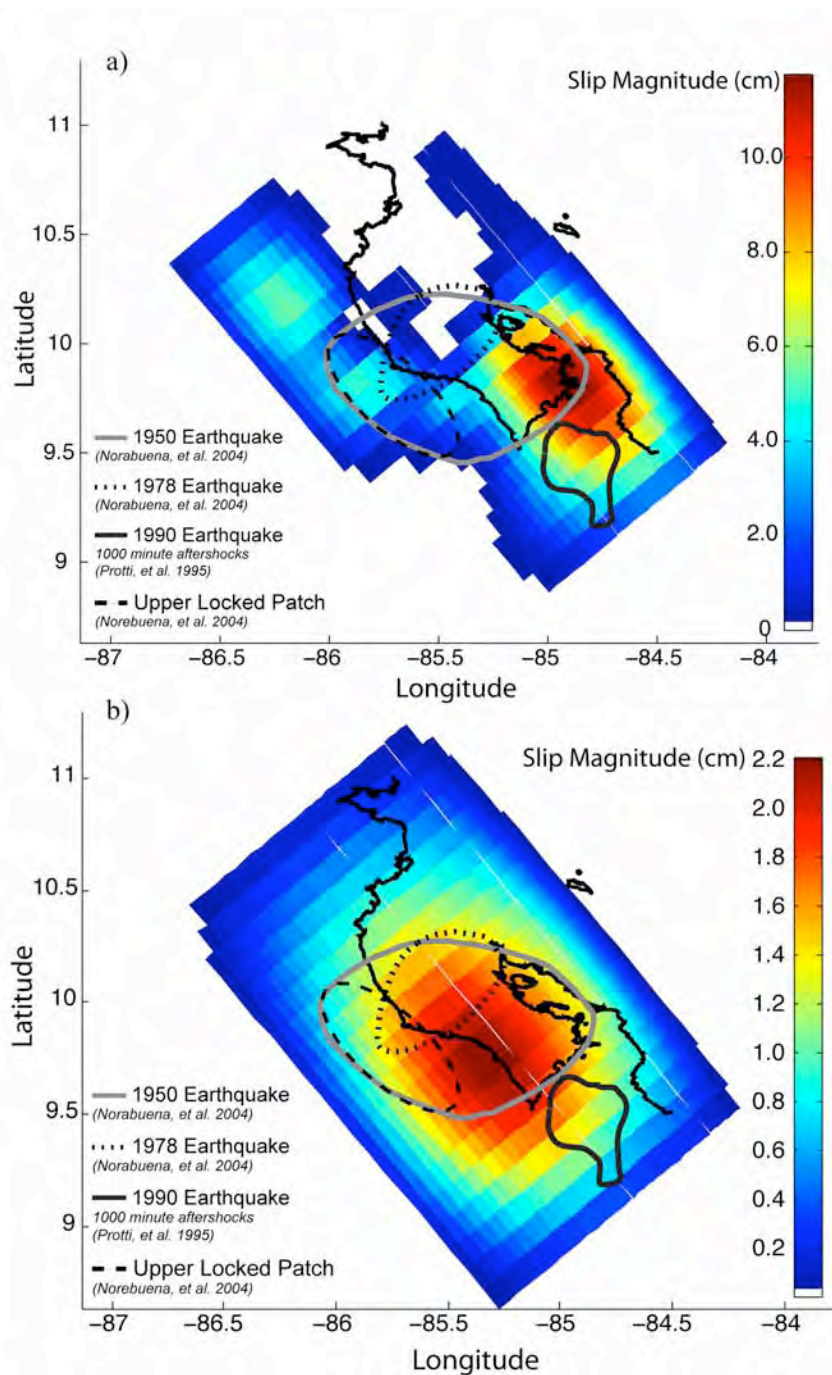 a)
Slip Magnitude (cm)
11
10.5
10
9.5
9
Latitude
10.0
8.0
6.0
4.0
2.0
0
1950 Earthquake
(Norabuena, et al. 2004)
1978 Earthquake
(Norabuena, et al. 2004)
1990 Earthquake
1000 minute aftershocks
(Protti, et al. 1995)
Upper Locked Patch
(Norebuena, et al. 2004)
−87 −86.5 −86 −85.5 −85 −84.5 −84
Longitude
b)
Slip Magnitude (cm)
11
10.5
10
9.5
9
Latitude
2.2
2.0
1.8
1.6
1.4
1.2
1.0
0.8
0.6
0.4
0.2
1950 Earthquake
(Norabuena, et al. 2004)
1978 Earthquake
(Norabuena, et al. 2004)
1990 Earthquake
1000 minute aftershocks
(Protti, et al. 1995)
Upper Locked Patch
(Norebuena, et al. 2004)
−87 −86.5 −86 −85.5 −85 −84.5 −84
Longitude